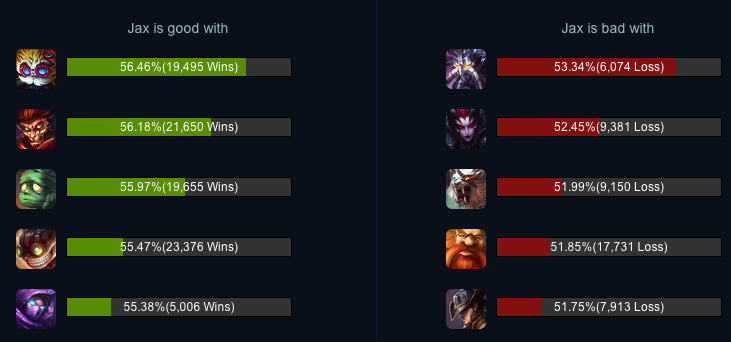 Jax is good with
56.46%(19,495 Wins)
56.18%(21,650 Wins)
55.97%(19,655 Wins)
55.47%(23,376 Wins)
55.38%(5,006 Wins)
Jax is bad with
53.34%(6,074 Loss)
52.45%(9,381 Loss)
51.99%(9,150 Loss)
51.85%(17,731 Loss)
51.75%(7,913 Loss)